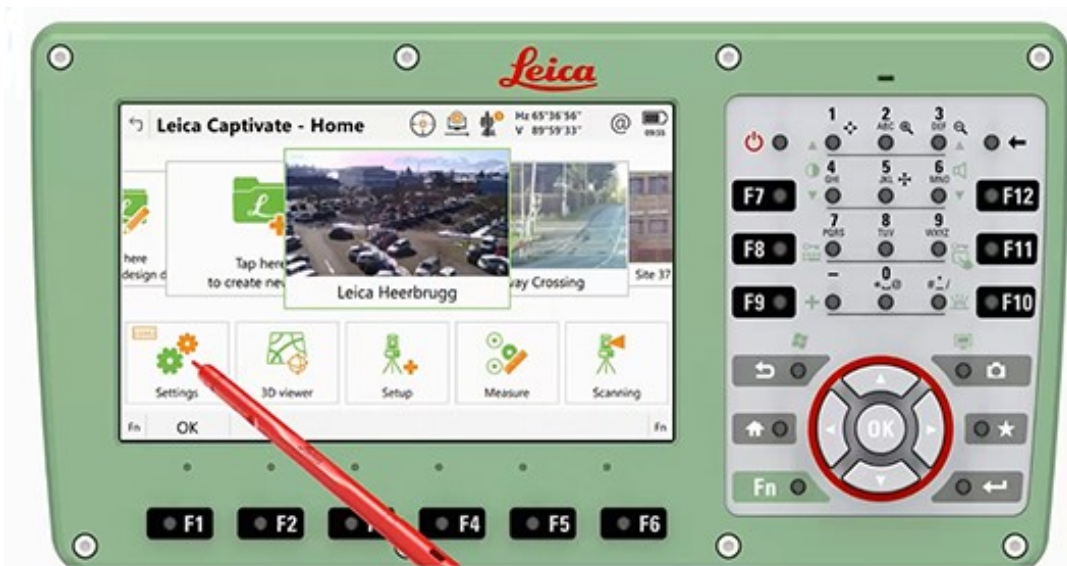 Leica
Leica Captivate - Home
Hz 65°36'56"
V 89°59'33"
@
09:35
here
design d
Tap here
to create ne
Leica Heerbrugg
way Crossing
Site 37
Settings
3D viewer
Setup
Measure
Scanning
Fn
OK
Fn
F1
F2
F4
F5
F6
1
2
ABC
3
DEF
4
GHI
5
JKL
6
MNO
7
PQRS
8
TUV
9
WXYZ
0
F7
F12
F8
F11
F9
F10
OK
Fn